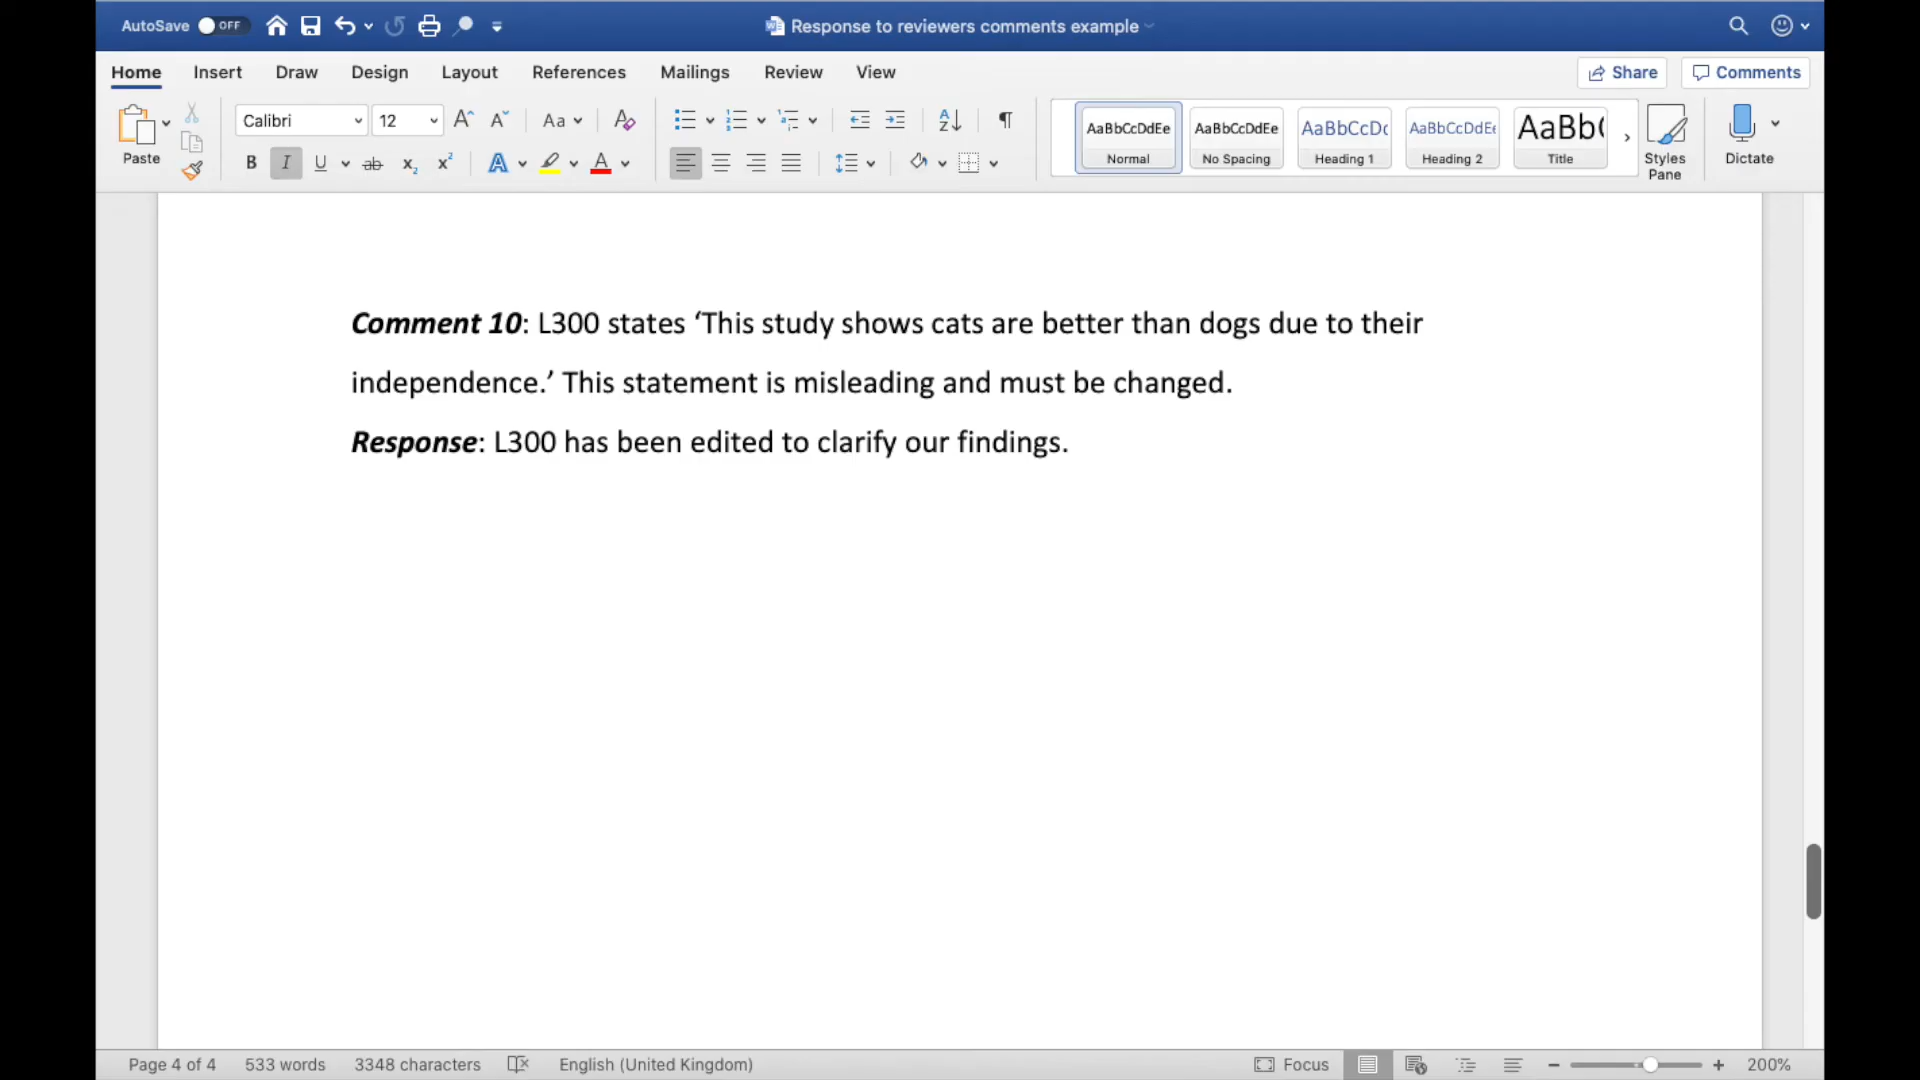 AutoSave OFF Response to reviewers comments example
Home Insert Draw Design Layout References Mailings Review View Share Comments
Paste Calibri 12 Aa AaBbCcDdEe AaBbCcDdEe AaBbCcDc AaBbCcDdEe AaBb( Styles Pane Dictate
B I U ab x₂ x² A A Normal No Spacing Heading 1 Heading 2 Title
Comment 10: L300 states ‘This study shows cats are better than dogs due to their
independence.’ This statement is misleading and must be changed.
Response: L300 has been edited to clarify our findings.
Page 4 of 4 533 words 3348 characters English (United Kingdom) Focus 200%